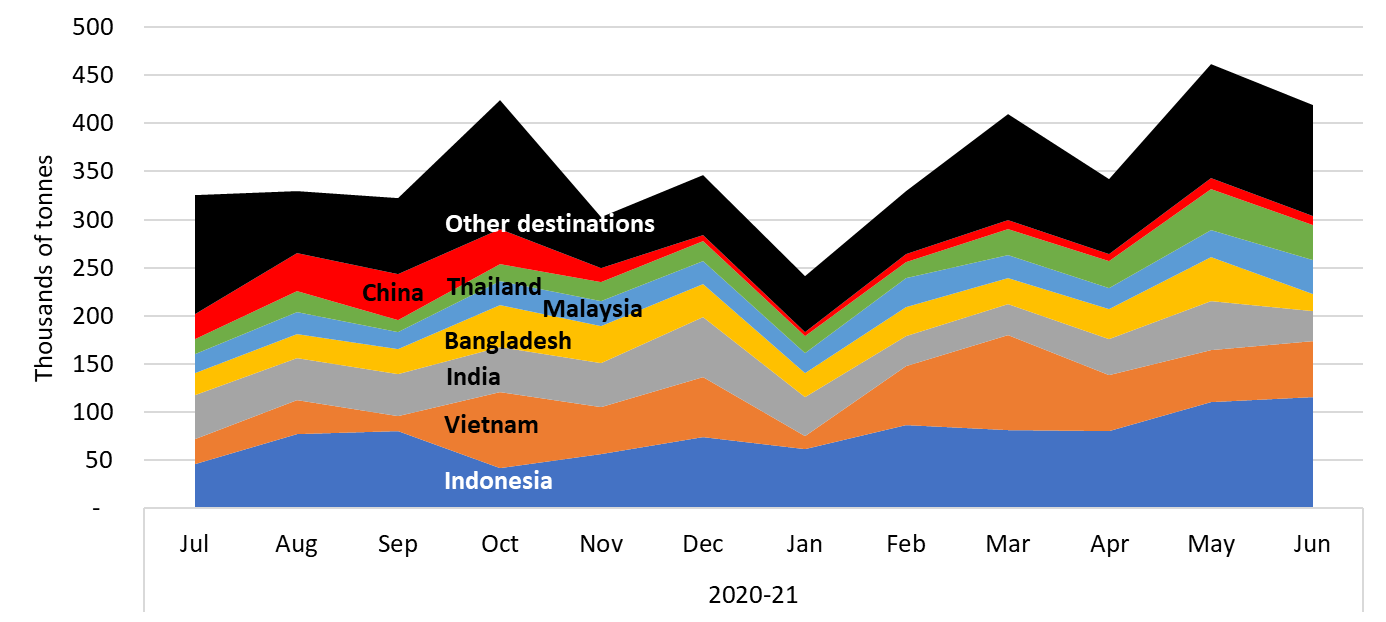 500
450
400
350
300
250
200
150
100
50
-
Thousands of tonnes
Other destinations
China
Thailand
Malaysia
Bangladesh
India
Vietnam
Indonesia
Jul Aug Sep Oct Nov Dec Jan Feb Mar Apr May Jun
2020-21